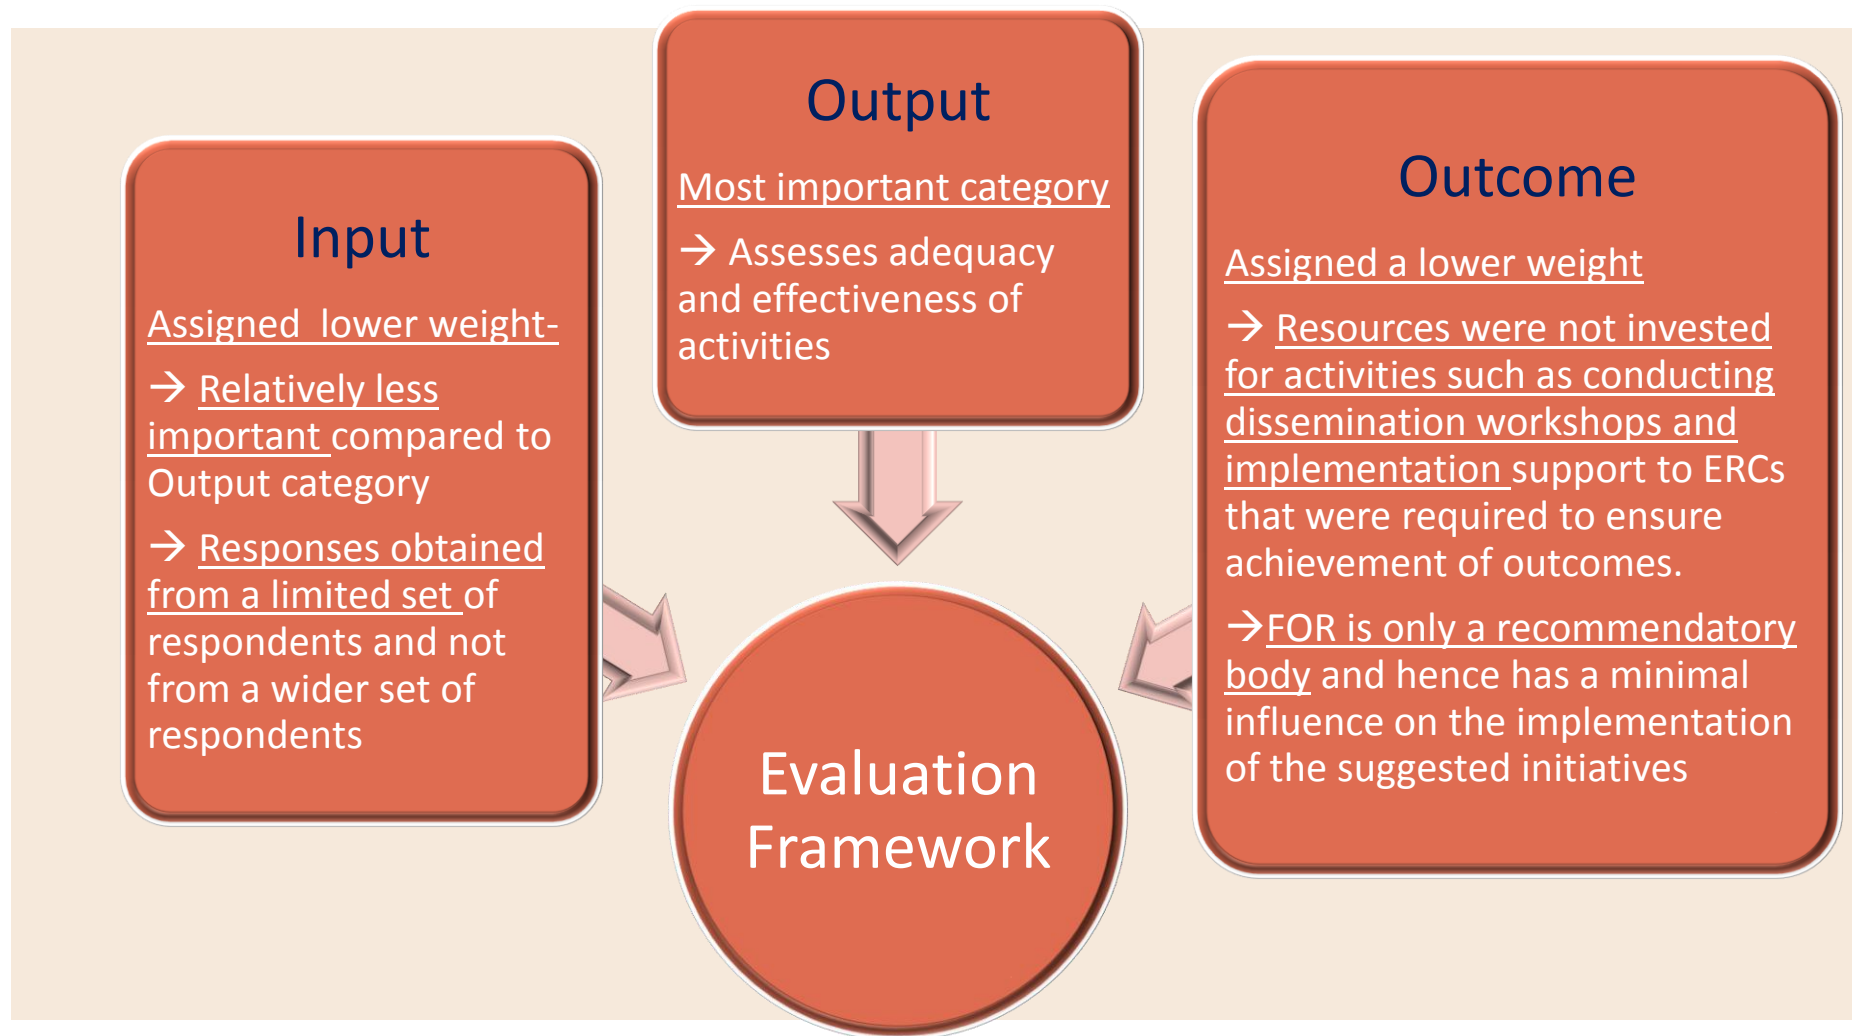 Input
Assigned  lower weight-
→ Relatively less
important compared to
Output category
→ Responses obtained
from a limited set of
respondents and not
from a wider set of
respondents
Output
Most important category
→ Assesses adequacy
and effectiveness of
activities
Outcome
Assigned a lower weight
→ Resources were not invested
for activities such as conducting
dissemination workshops and
implementation support to ERCs
that were required to ensure
achievement of outcomes.
→FOR is only a recommendatory
body and hence has a minimal
influence on the implementation
of the suggested initiatives
Evaluation
Framework